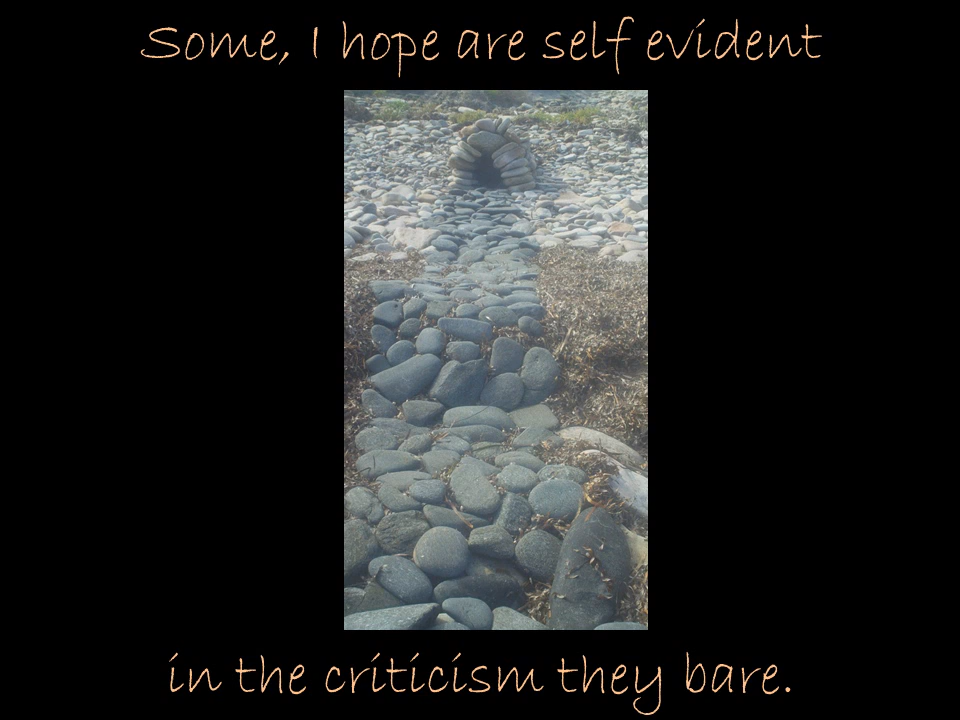 Some, I hope are self evident
in the criticism they bare.